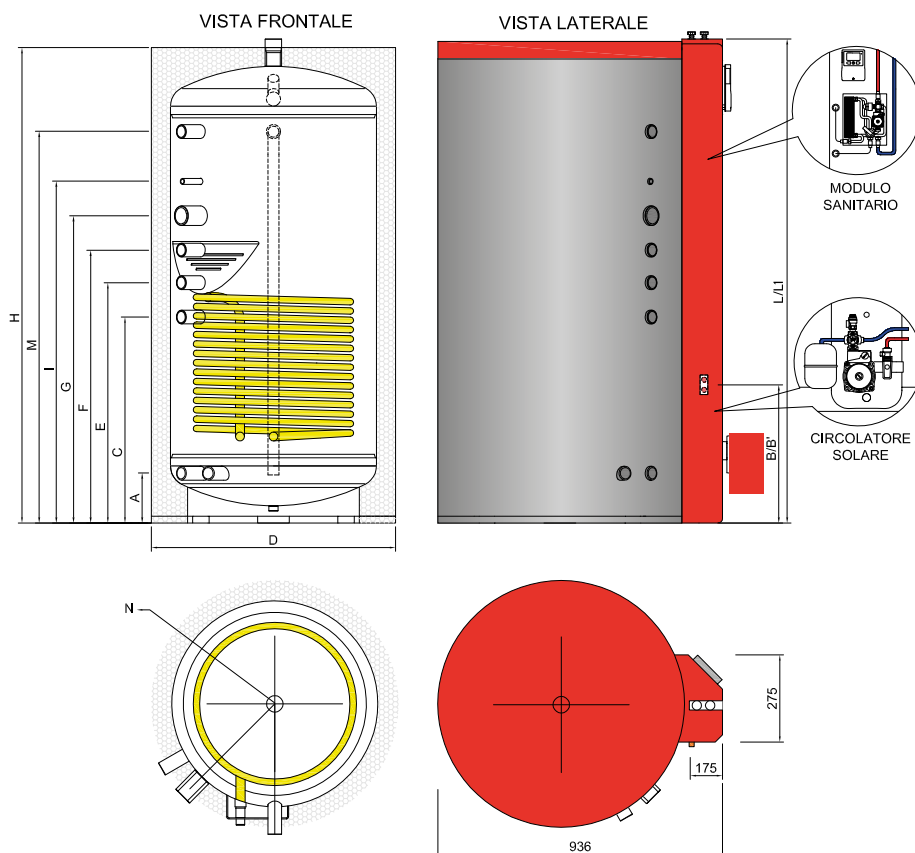 VISTA FRONTALE
VISTA LATERALE
MODULO
SANITARIO
CIRCOLATORE
SOLARE
H
M
I
G
F
E
C
A
D
L/L1
B/B'
N
275
175
936